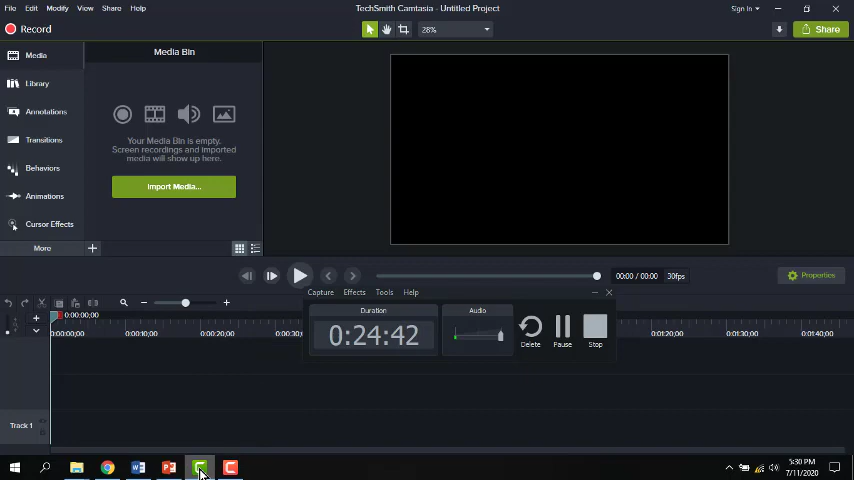 File Edit Modify View Share Help
TechSmith Camtasia - Untitled Project
Sign In
Record
28%
Share
Media
Media Bin
Library
Annotations
Transitions
Behaviors
Animations
Cursor Effects
More
Your Media Bin is empty.
Screen recordings and imported
media will show up here.
Import Media...
00:00 / 00:00 30fps
Properties
Capture Effects Tools Help
Duration
0:24:42
Audio
Delete Pause Stop
0:00:00;00
0:00:00;00 0:00:10;00 0:00:20;00 0:01:20;00 0:01:30;00 0:01:40;00
Track 1
5:30 PM
7/11/2020